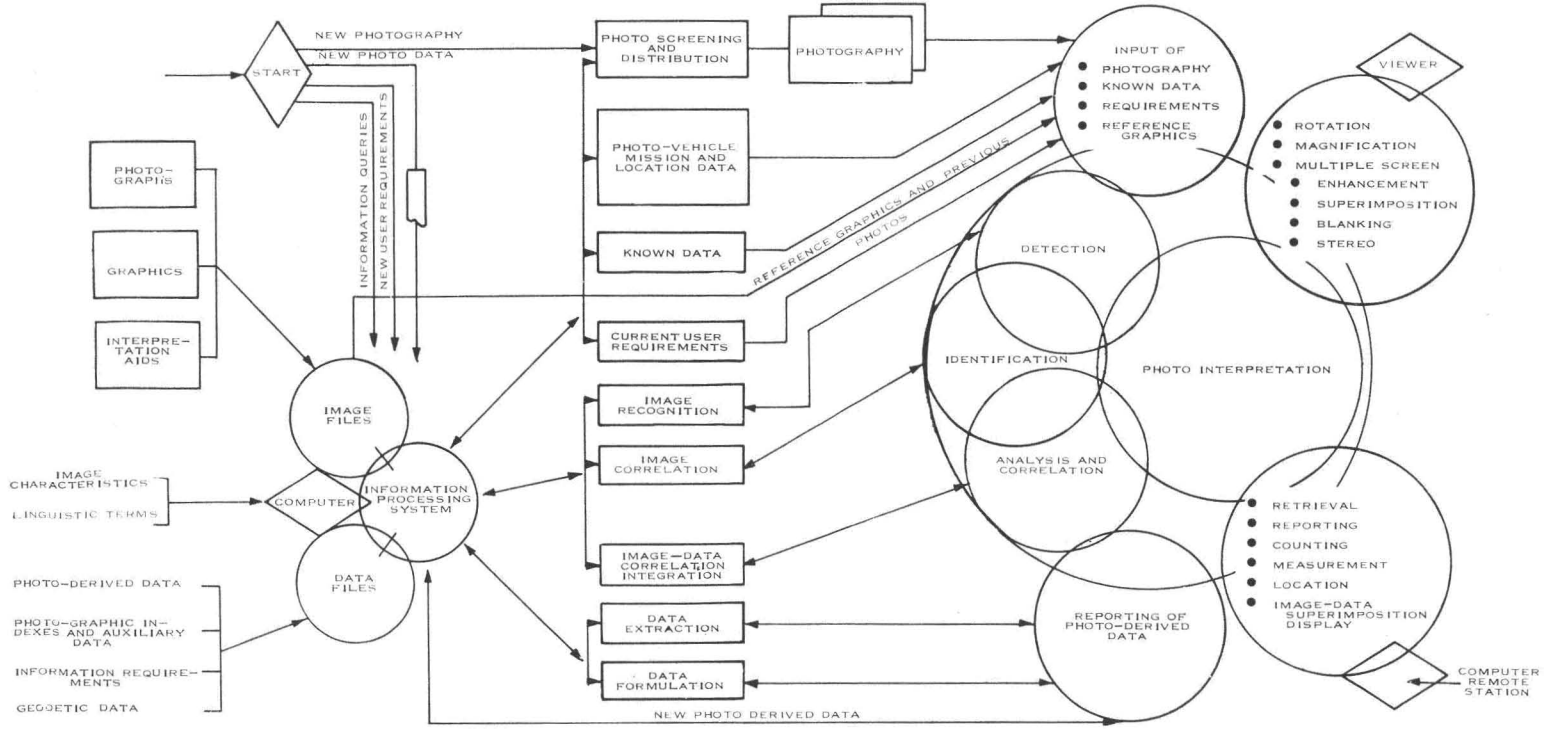 NEW PHOTOGRAPHY
NEW PHOTO DATA
START
INFORMATION QUERIES
NEW USER REQUIREMENTS
PHOTO-
GRAPHS
GRAPHICS
INTERPRE-
TATION
AIDS
IMAGE
FILES
IMAGE
CHARACTERISTICS
LINGUISTIC TERMS
COMPUTER
INFORMATION
PROCESSING
SYSTEM
DATA
FILES
PHOTO-DERIVED DATA
PHOTO-GRAPHIC IN-
DEXES AND AUXILIARY
DATA
INFORMATION REQUIRE-
MENTS
GEODETIC DATA
PHOTO SCREENING
AND
DISTRIBUTION
PHOTOGRAPHY
PHOTO-VEHICLE
MISSION AND
LOCATION DATA
KNOWN DATA
CURRENT USER
REQUIREMENTS
REFERENCE GRAPHICS AND PREVIOUS
PHOTOS
IMAGE
RECOGNITION
IMAGE
CORRELATION
IMAGE-DATA
CORRELATION
INTEGRATION
DATA
EXTRACTION
DATA
FORMULATION
NEW PHOTO DERIVED DATA
INPUT OF
• PHOTOGRAPHY
• KNOWN DATA
• REQUIREMENTS
• REFERENCE
GRAPHICS
VIEWER
• ROTATION
• MAGNIFICATION
• MULTIPLE SCREEN
• ENHANCEMENT
• SUPERIMPOSITION
• BLANKING
• STEREO
DETECTION
IDENTIFICATION
PHOTO INTERPRETATION
ANALYSIS AND
CORRELATION
REPORTING OF
PHOTO-DERIVED
DATA
• RETRIEVAL
• REPORTING
• COUNTING
• MEASUREMENT
• LOCATION
• IMAGE-DATA
SUPERIMPOSITION
DISPLAY
COMPUTER
REMOTE
STATION